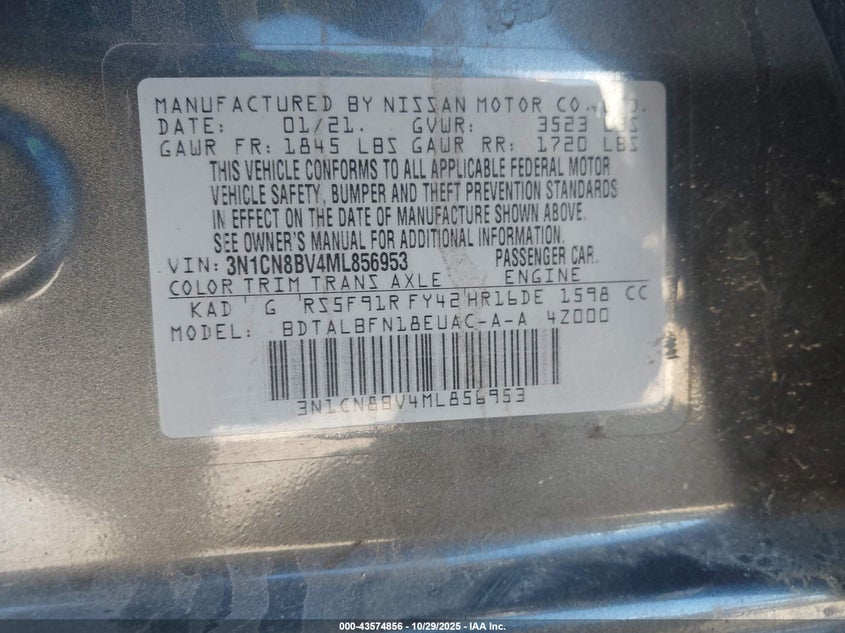 MANUFACTURED BY NISSAN MOTOR CO., LTD.
DATE: 01/21. GVWR: 3523 LBS
GAWR FR: 1845 LBS GAWR RR: 1720 LBS
THIS VEHICLE CONFORMS TO ALL APPLICABLE FEDERAL MOTOR
VEHICLE SAFETY, BUMPER AND THEFT PREVENTION STANDARDS
IN EFFECT ON THE DATE OF MANUFACTURE SHOWN ABOVE.
SEE OWNER'S MANUAL FOR ADDITIONAL INFORMATION.
VIN: 3N1CN8BV4ML856953 PASSENGER CAR.
COLOR TRIM TRANS AXLE ENGINE
KAD G RS5F91R FY42 HR16DE 1598 CC
MODEL: BDTALBFN18EUAC-A-A 4Z000
3N1CN8BV4ML856953
000-43574856 - 10/29/2025 - IAA Inc.